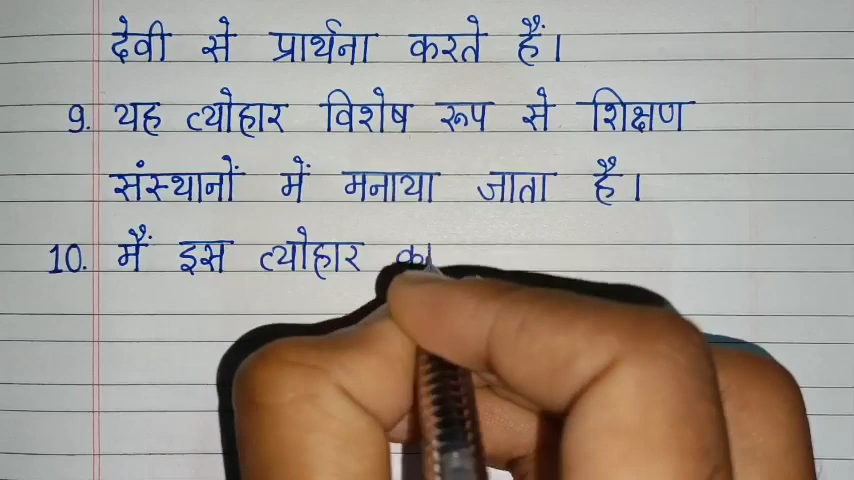 देवी से प्रार्थना करते हैं।
9. यह त्योहार विशेष रूप से शिक्षण
संस्थानों में मनाया जाता है।
10. मैं इस त्योहार